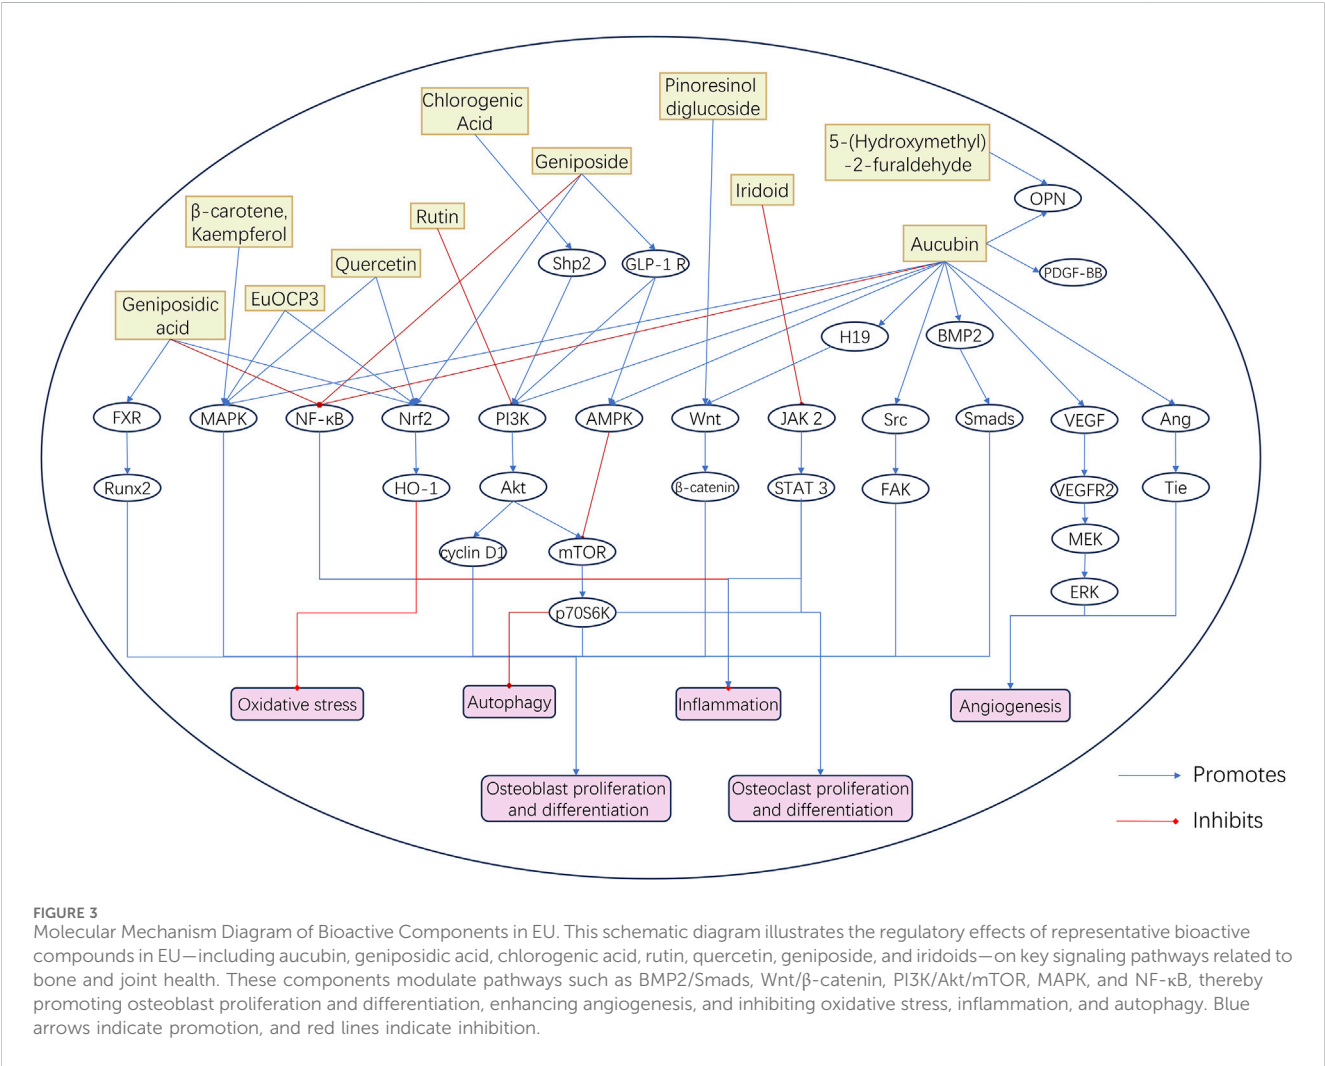 Chlorogenic
Acid
Pinoresinol
diglucoside
Geniposide
5-(Hydroxymethyl)
-2-furaldehyde
Iridoid
OPN
β-carotene,
Kaempferol
Rutin
Aucubin
Quercetin
Shp2
GLP-1 R
PDGF-BB
Geniposidic
acid
EuOCP3
H19
BMP2
FXR
MAPK
NF-κB
Nrf2
PI3K
AMPK
Wnt
JAK 2
Src
Smads
VEGF
Ang
Runx2
HO-1
Akt
β-catenin
STAT 3
FAK
VEGFR2
Tie
cyclin D1
mTOR
MEK
p70S6K
ERK
Oxidative stress
Autophagy
Inflammation
Angiogenesis
Osteoblast proliferation
and differentiation
Osteoclast proliferation
and differentiation
Promotes
Inhibits
FIGURE 3
Molecular Mechanism Diagram of Bioactive Components in EU. This schematic diagram illustrates the regulatory effects of representative bioactive
compounds in EU—including aucubin, geniposidic acid, chlorogenic acid, rutin, quercetin, geniposide, and iridoids—on key signaling pathways related to
bone and joint health. These components modulate pathways such as BMP2/Smads, Wnt/β-catenin, PI3K/Akt/mTOR, MAPK, and NF-κB, thereby
promoting osteoblast proliferation and differentiation, enhancing angiogenesis, and inhibiting oxidative stress, inflammation, and autophagy. Blue
arrows indicate promotion, and red lines indicate inhibition.